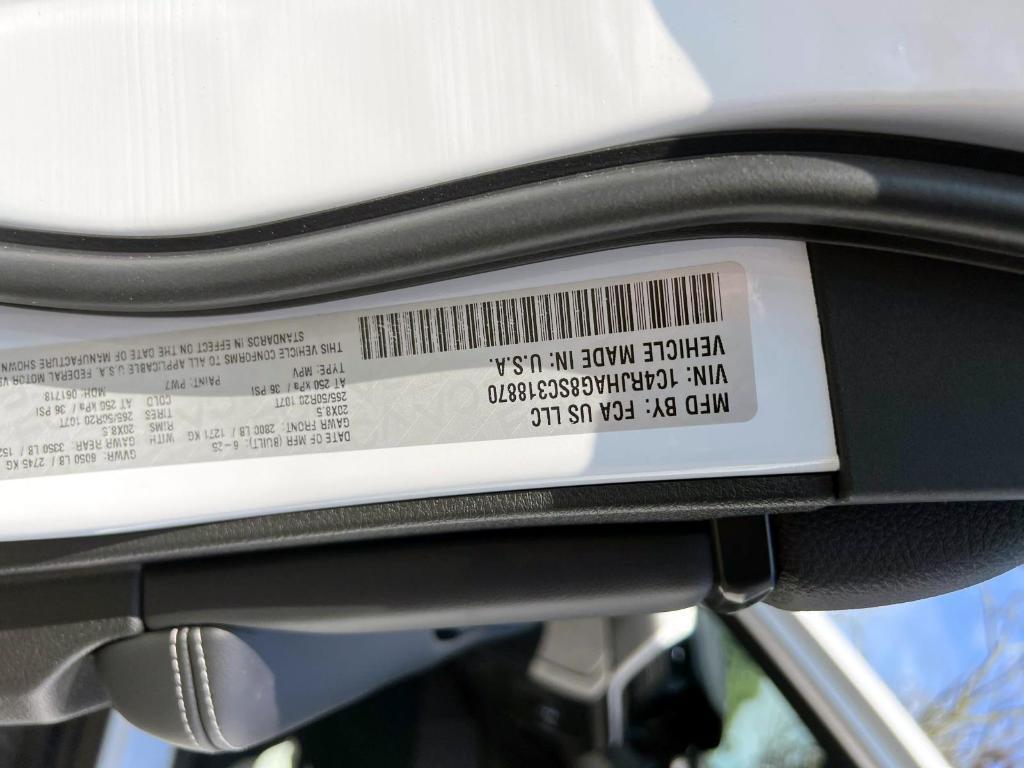 MFD BY: FCA US LLC
VIN: 1C4RJHAG8SC318870
VEHICLE MADE IN: U.S.A.
DATE OF MFR (BUILT): 6-25
GVWR: 6050 LB / 2745 KG
GAWR FRONT: 2800 LB / 1271 KG
GAWR REAR: 3350 LB / 152
20X8.5
RIMS
WITH
20X8.5
265/50R20 107T
TIRES
265/50R20 107T
AT 250 kPa / 36 PSI
COLD
AT 250 kPa / 36 PSI
TYPE: MPV
PAINT: PW7
MDH: 061718
THIS VEHICLE CONFORMS TO ALL APPLICABLE U.S.A. FEDERAL MOTOR VE
STANDARDS IN EFFECT ON THE DATE OF MANUFACTURE SHOWN